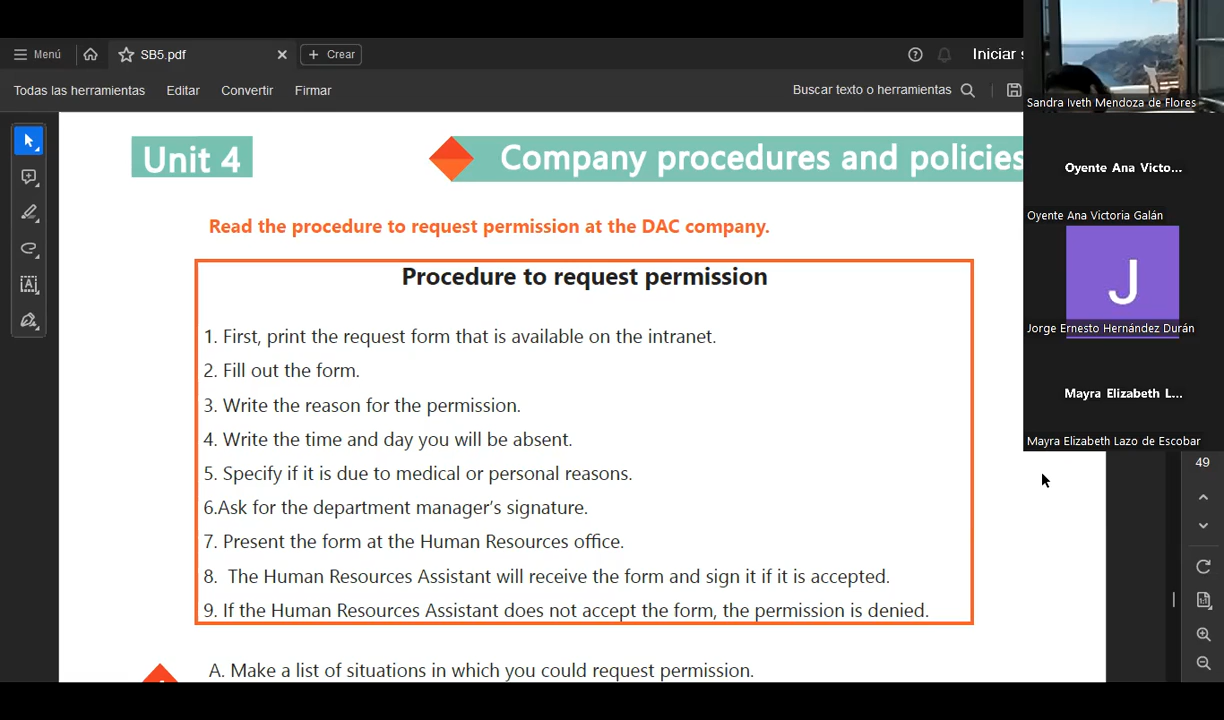 Menú
SB5.pdf
Crear
Iniciar s
Todas las herramientas
Editar
Convertir
Firmar
Buscar texto o herramientas
Sandra Iveth Mendoza de Flores
Unit 4
Company procedures and policies
Oyente Ana Victo...
Oyente Ana Victoria Galán
Read the procedure to request permission at the DAC company.
Procedure to request permission
J
Jorge Ernesto Hernández Durán
1. First, print the request form that is available on the intranet.
2. Fill out the form.
3. Write the reason for the permission.
Mayra Elizabeth L...
4. Write the time and day you will be absent.
Mayra Elizabeth Lazo de Escobar
49
5. Specify if it is due to medical or personal reasons.
6.Ask for the department manager's signature.
7. Present the form at the Human Resources office.
8. The Human Resources Assistant will receive the form and sign it if it is accepted.
9. If the Human Resources Assistant does not accept the form, the permission is denied.
A. Make a list of situations in which you could request permission.